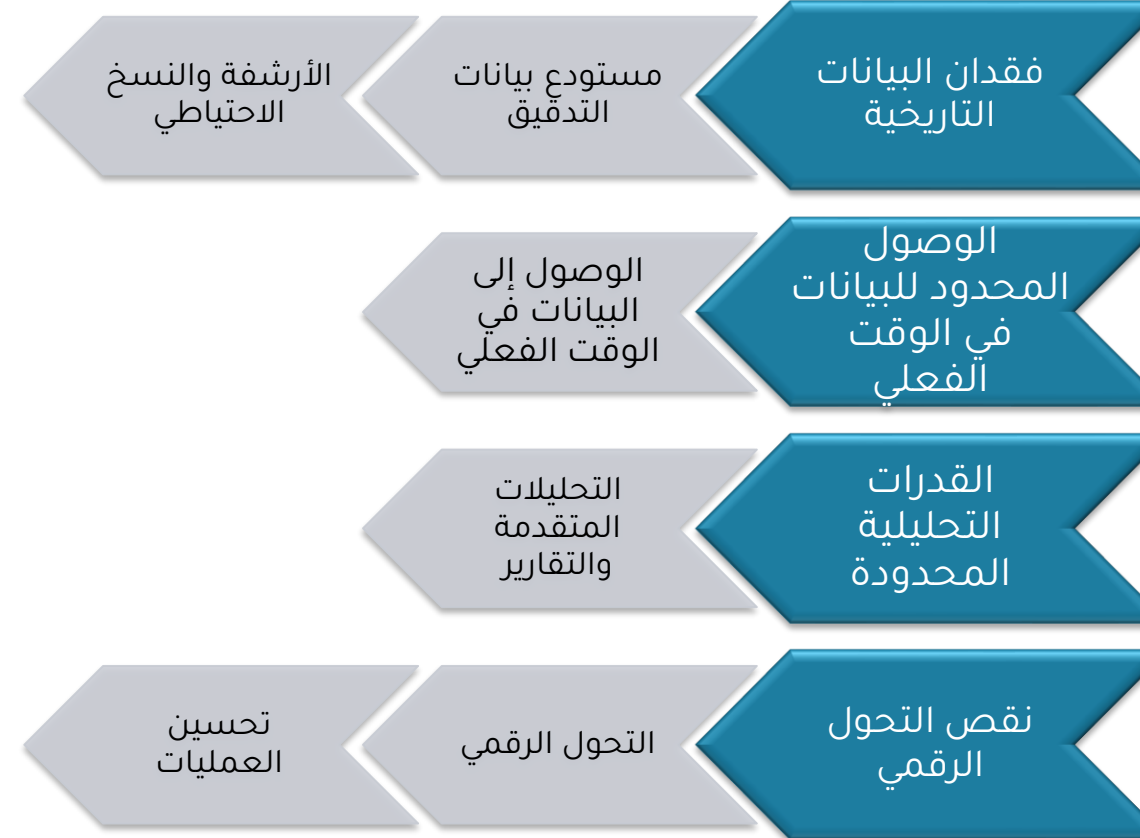 فقدان البيانات
التاريخية
مستودع بيانات
التدقيق
الأرشفة والنسخ
الاحتياطي
الوصول
المحدود للبيانات
في الوقت
الفعلي
الوصول إلى
البيانات في
الوقت الفعلي
القدرات
التحليلية
المحدودة
التحليلات
المتقدمة
والتقارير
نقص التحول
الرقمي
التحول الرقمي
تحسين
العمليات